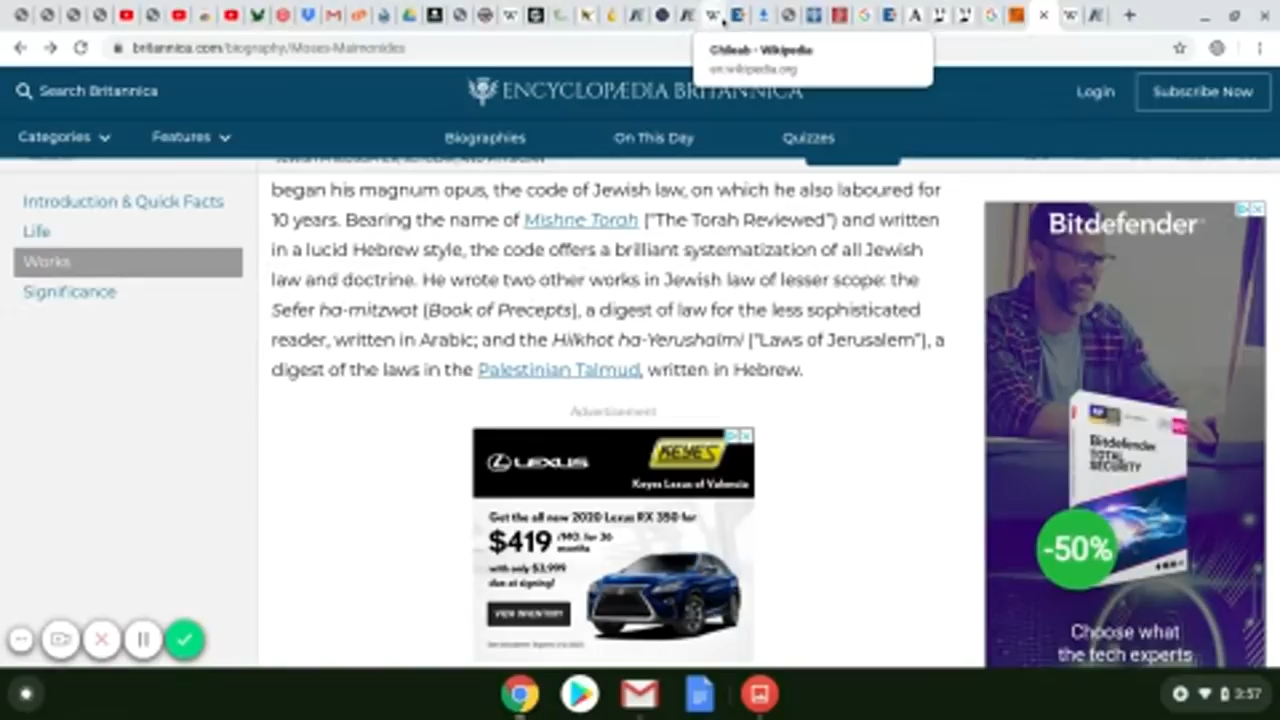 britannica.com/biography/Moses-Maimonides
Chileab - Wikipedia
en.wikipedia.org
Search Britannica
ENCYCLOPÆDIA BRITANNICA
Login
Subscribe Now
Categories
Features
Biographies
On This Day
Quizzes
Introduction & Quick Facts
Life
Works
Significance
began his magnum opus, the code of Jewish law, on which he also laboured for
10 years. Bearing the name of Mishne Torah (“The Torah Reviewed”) and written
in a lucid Hebrew style, the code offers a brilliant systematization of all Jewish
law and doctrine. He wrote two other works in Jewish law of lesser scope: the
Sefer ha-mitzwot (Book of Precepts), a digest of law for the less sophisticated
reader, written in Arabic; and the Hilkhot ha-Yerushalmi (“Laws of Jerusalem”), a
digest of the laws in the Palestinian Talmud, written in Hebrew.
Advertisement
LEXUS
KEYES
Keyes Lexus of Valencia
Get the all new 2020 Lexus RX 350 for
$419 /MO. for 36
months
with only $3,999
due at signing!
VIEW INVENTORY
Bitdefender
Bitdefender
TOTAL
SECURITY
-50%
Choose what
the tech experts
3:57